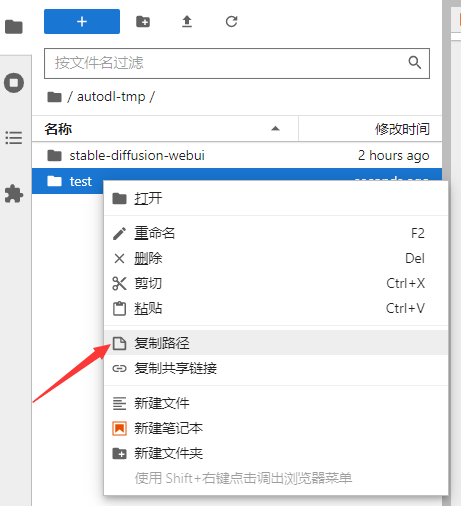 按文件名过滤
/ autodl-tmp /
名称 修改时间
stable-diffusion-webui 2 hours ago
test seconds ago
打开
重命名 F2
删除 Del
剪切 Ctrl+X
粘贴 Ctrl+V
复制路径
复制共享链接
新建文件
新建笔记本
新建文件夹
使用 Shift+右键点击调出浏览器菜单